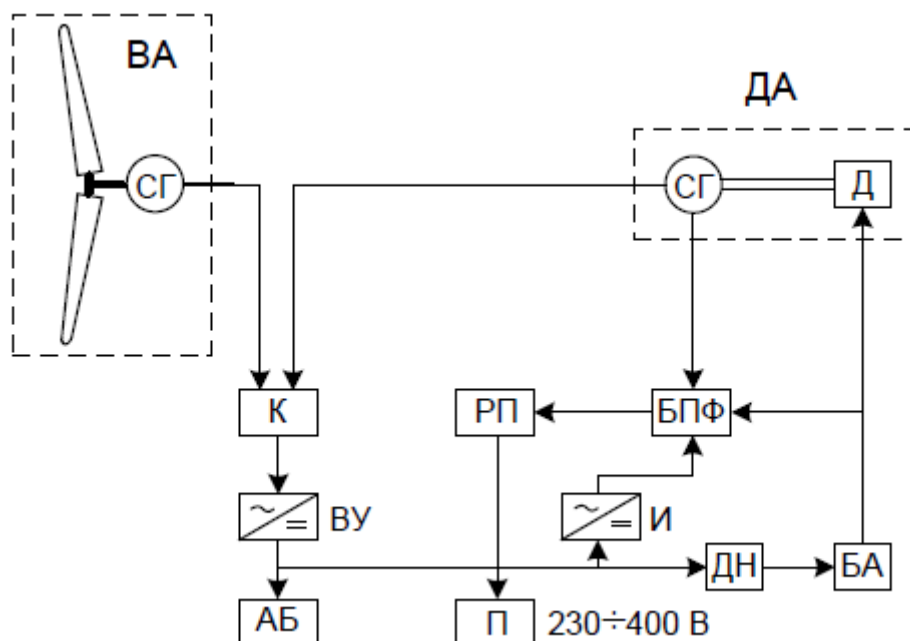 ВА
ДА
СГ
СГ
Д
К
РП
БПФ
ВУ
И
ДН
БА
АБ
П
230÷400 В